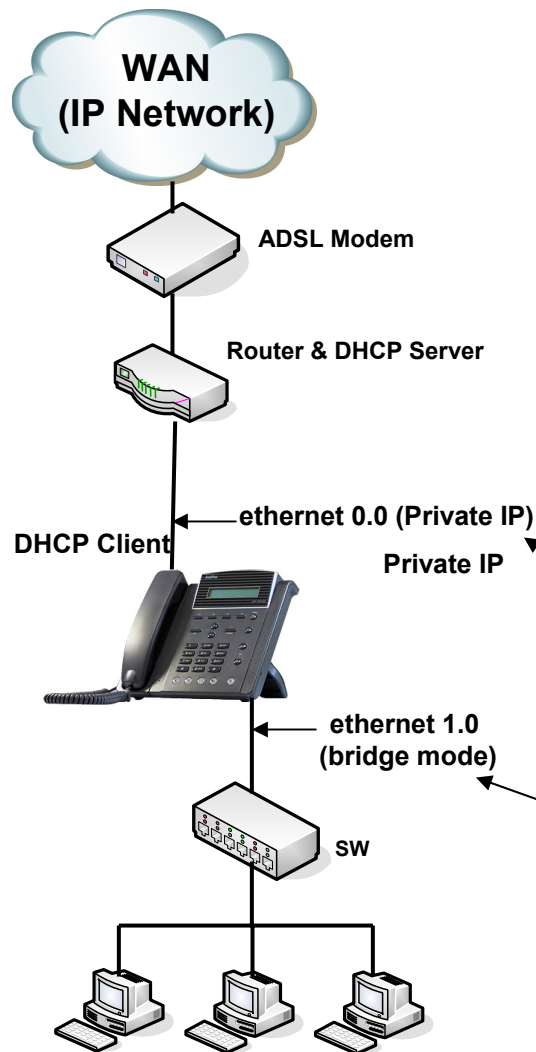 WAN
(IP Network)
ADSL Modem
Router & DHCP Server
ethernet 0.0 (Private IP)
DHCP Client
Private IP
ethernet 1.0
(bridge mode)
SW